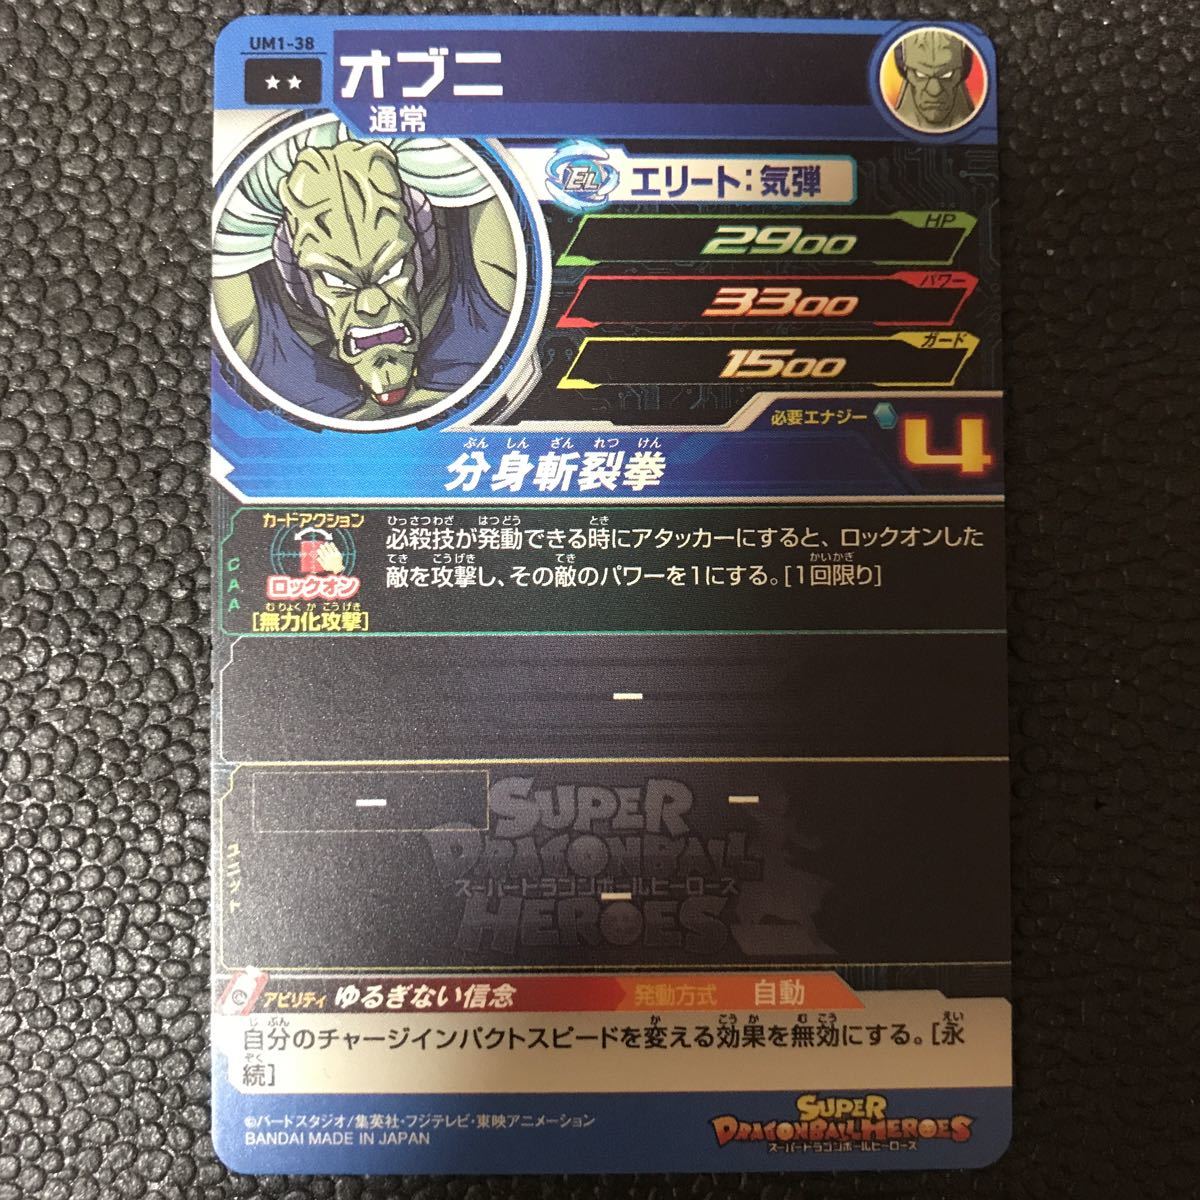 UM1-38
★★
オブニ
通常
EL
エリート：気弾
HP
2900
パワー
3300
ガード
1500
必要エナジー
4
ぶん しん ざん れつ けん
分身斬裂拳
CAA
カードアクション
ロックオン
むりょく か こうげき
[無力化攻撃]
ひっさつわざ はつどう とき
必殺技が発動できる時にアタッカーにすると、ロックオンした
てき こうげき てき かいかぎ
敵を攻撃し、その敵のパワーを1にする。[1回限り]
ー
ユニット
ー
ー
ー
SUPER
DRAGONBALL
スーパードラゴンボールヒーローズ
HEROES
アビリティ ゆるぎない信念
発動方式 自動
じ ぶん か こう か む こう えい
自分のチャージインパクトスピードを変える効果を無効にする。[永
ぞく
続]
©バードスタジオ/集英社・フジテレビ・東映アニメーション
BANDAI MADE IN JAPAN
SUPER
DRAGONBALL HEROES
スーパードラゴンボールヒーローズ